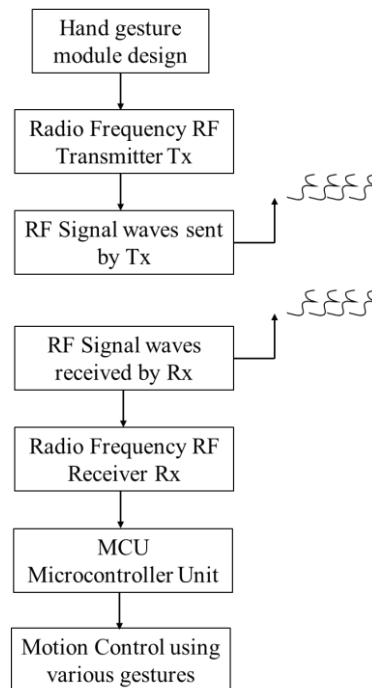 Hand gesture
module design
Radio Frequency RF
Transmitter Tx
RF Signal waves sent
by Tx
RF Signal waves
received by Rx
Radio Frequency RF
Receiver Rx
MCU
Microcontroller Unit
Motion Control using
various gestures